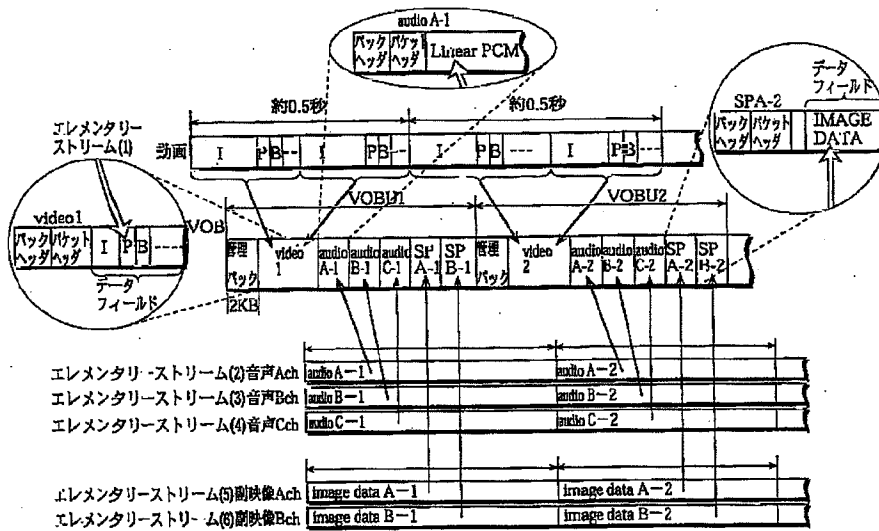 audio A-1
パック ヘッダ
パケット ヘッダ
Linear PCM
データ フィールド
SPA-2
パック ヘッダ
パケット ヘッダ
IMAGE DATA
約0.5秒
約0.5秒
エレメンタリー ストリーム(1)
動画
I P B --- I P B --- I P B --- I P B ---
VOBU1
VOBU2
VOB
video1
パック ヘッダ
パケット ヘッダ
I P B ----
データ フィールド
管理 パック
video 1
audio A-1
audio B-1
audio C-1
SP A-1
SP B-1
管理 パック
video 2
audio A-2
audio B-2
audio C-2
SP A-2
SP B-2
2KB
エレメンタリーストリーム(2)音声Ach
audio A-1
audio A-2
エレメンタリーストリーム(3)音声Bch
audio B-1
audio B-2
エレメンタリーストリーム(4)音声Cch
audio C-1
audio C-2
エレメンタリーストリーム(5)副映像Ach
image data A-1
image data A-2
エレメンタリーストリーム(6)副映像Bch
image data B-1
image data B-2